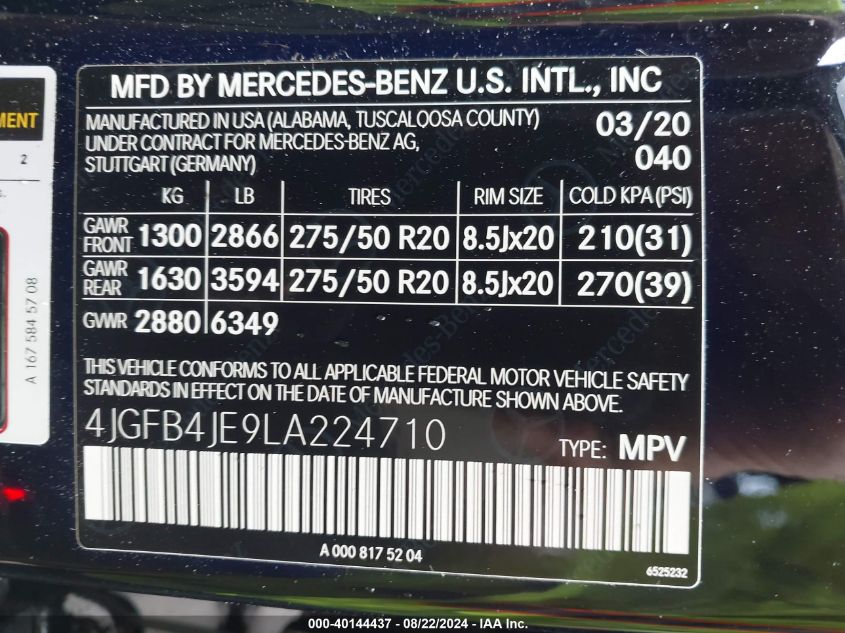 MENT
2
s.
A 167 584 57 08
MFD BY MERCEDES-BENZ U.S. INTL., INC
MANUFACTURED IN USA (ALABAMA, TUSCALOOSA COUNTY)
UNDER CONTRACT FOR MERCEDES-BENZ AG,
STUTTGART (GERMANY)
03/20
040
KG LB TIRES RIM SIZE COLD KPA (PSI)
GAWR FRONT 1300 2866 275/50 R20 8.5Jx20 210(31)
GAWR REAR 1630 3594 275/50 R20 8.5Jx20 270(39)
GVWR 2880 6349
THIS VEHICLE CONFORMS TO ALL APPLICABLE FEDERAL MOTOR VEHICLE SAFETY
STANDARDS IN EFFECT ON THE DATE OF MANUFACTURE SHOWN ABOVE.
4JGFB4JE9LA224710
TYPE: MPV
A 000 817 52 04
6525232
000-40144437 - 08/22/2024 - IAA Inc.